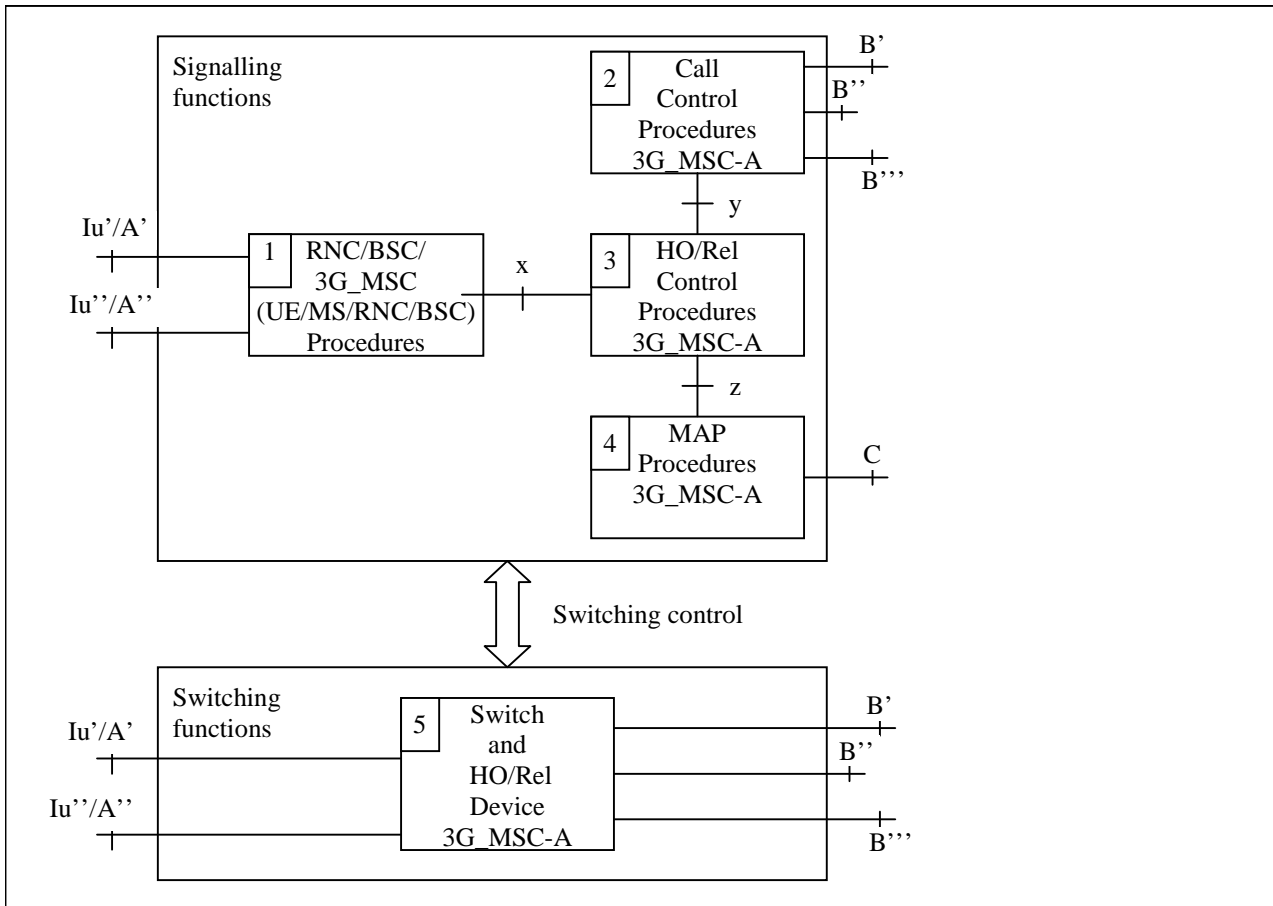 Signalling
functions
2
Call
Control
Procedures
3G_MSC-A
B'
B''
B'''
y
Iu'/A'
Iu''/A''
1
RNC/BSC/
3G_MSC
(UE/MS/RNC/BSC)
Procedures
x
3
HO/Rel
Control
Procedures
3G_MSC-A
z
4
MAP
Procedures
3G_MSC-A
C
Switching control
Switching
functions
Iu'/A'
Iu''/A''
5
Switch
and
HO/Rel
Device
3G_MSC-A
B'
B''
B'''